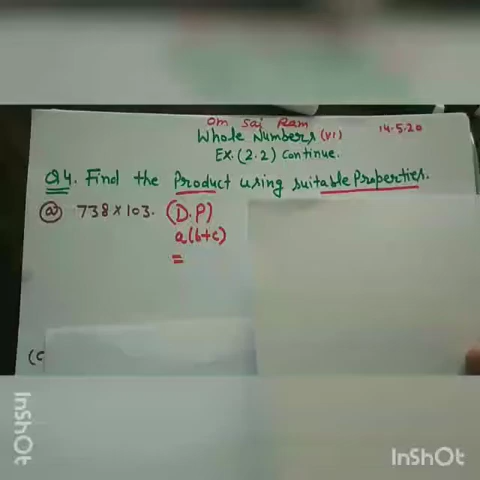 Om Sai Ram
Whole Numbers (VI) 14-5-20
Ex. (2.2) Continue.
Q4. Find the Product using suitable Properties.
(a) 738 × 103. (D.P)
a(b+c)
=
(c
InShOt
InShOt